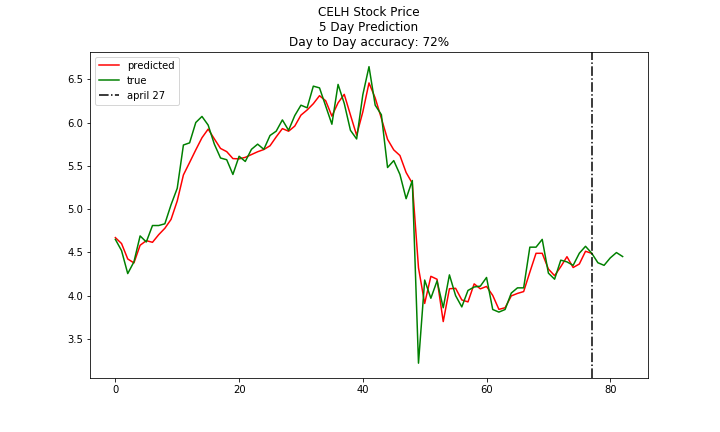 CELH Stock Price
5 Day Prediction
Day to Day accuracy: 72%
predicted
true
april 27
6.5
6.0
5.5
5.0
4.5
4.0
3.5
0 20 40 60 80